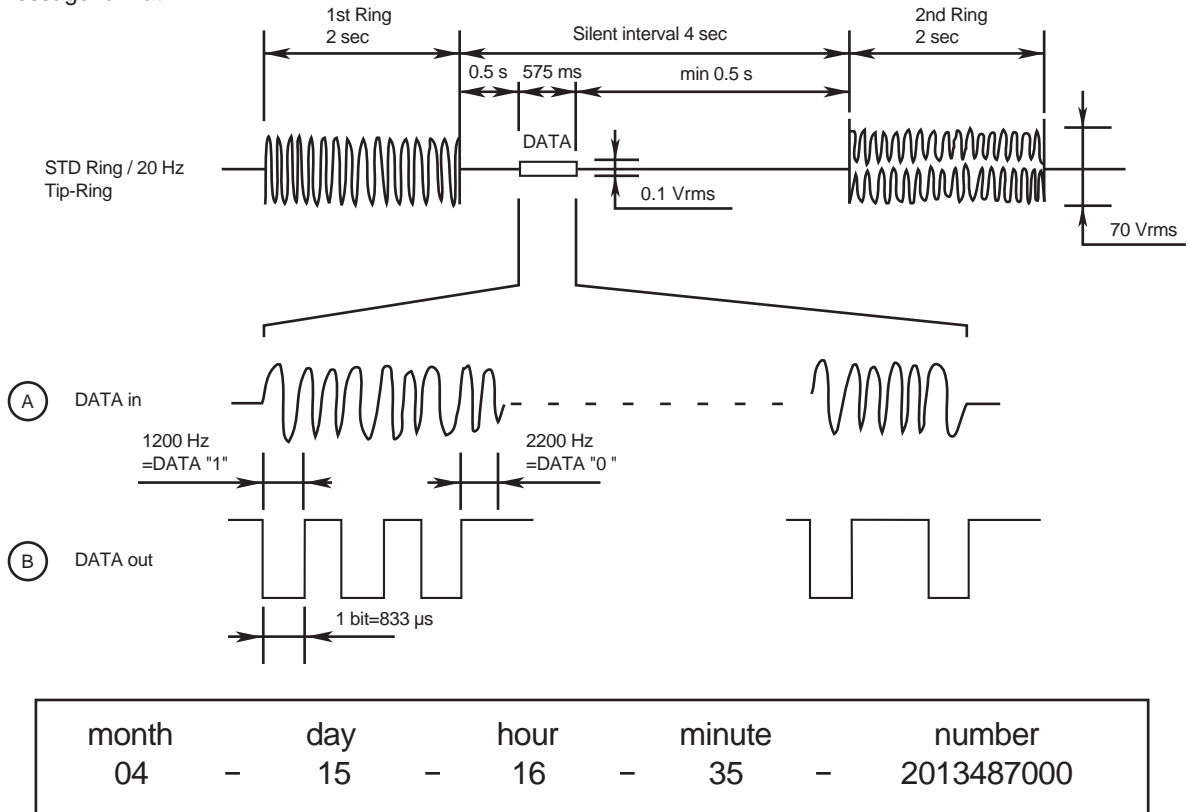 1st Ring
2 sec
Silent interval 4 sec
2nd Ring
2 sec
0.5 s 575 ms min 0.5 s
DATA
STD Ring / 20 Hz
Tip-Ring
0.1 Vrms
70 Vrms
A DATA in
1200 Hz
=DATA "1"
2200 Hz
=DATA "0 "
B DATA out
1 bit=833 µs
month day hour minute number
04 – 15 – 16 – 35 – 2013487000